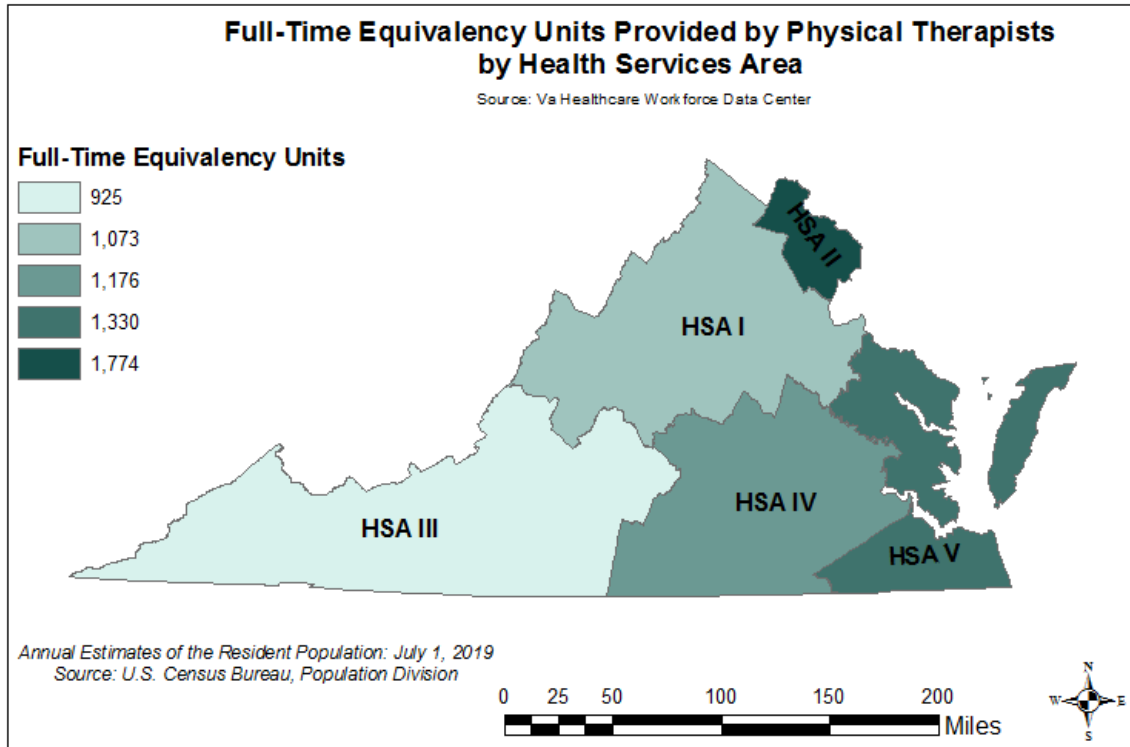 Full-Time Equivalency Units Provided by Physical Therapists
by Health Services Area
Source: Va Healthcare Workforce Data Center
Full-Time Equivalency Units
925
1,073
1,176
1,330
1,774
HSA II
HSA I
HSA IV
HSA III
HSA V
Annual Estimates of the Resident Population: July 1, 2019
Source: U.S. Census Bureau, Population Division
0 25 50 100 150 200
Miles
N
W E
S